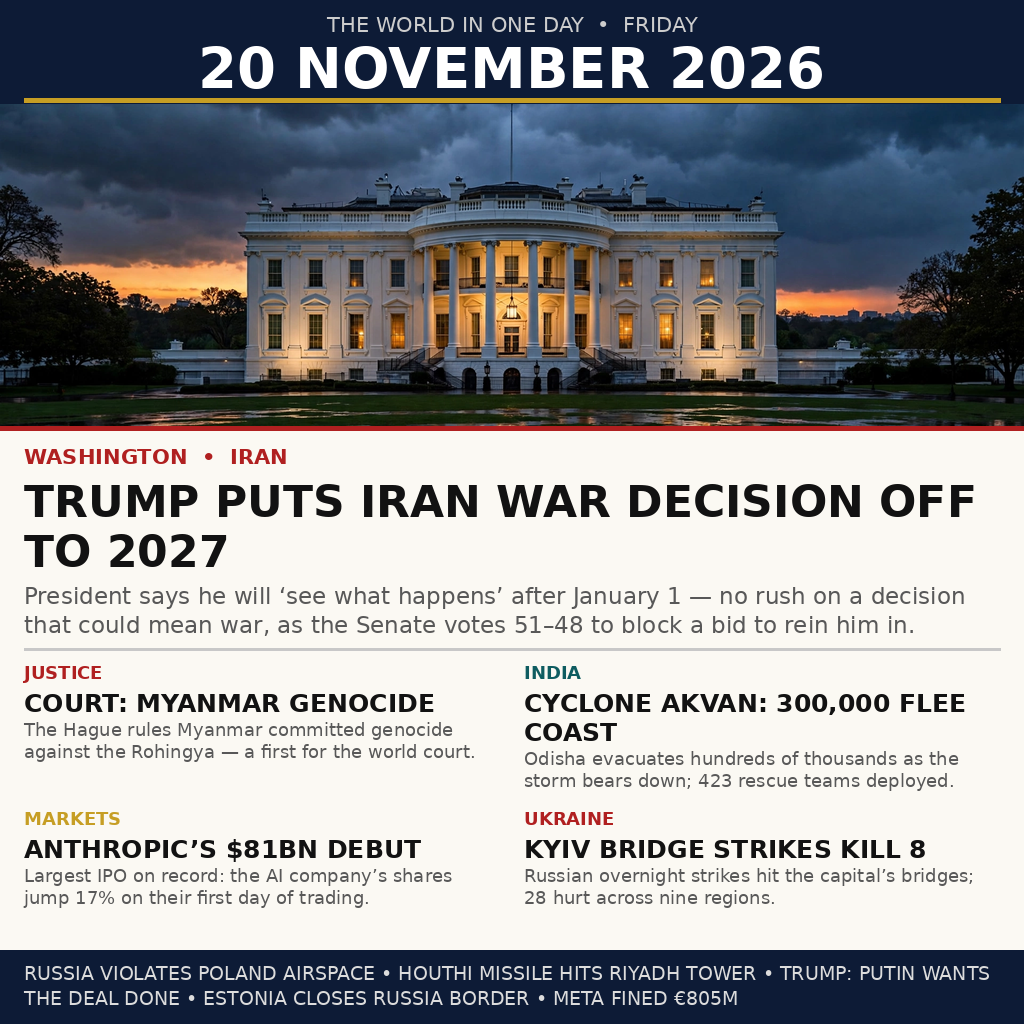 THE WORLD IN ONE DAY • FRIDAY
20 NOVEMBER 2026
WASHINGTON • IRAN
TRUMP PUTS IRAN WAR DECISION OFF
TO 2027
President says he will ‘see what happens’ after January 1 — no rush on a decision
that could mean war, as the Senate votes 51–48 to block a bid to rein him in.
JUSTICE
COURT: MYANMAR GENOCIDE
The Hague rules Myanmar committed genocide
against the Rohingya — a first for the world court.
INDIA
CYCLONE AKVAN: 300,000 FLEE
COAST
Odisha evacuates hundreds of thousands as the
storm bears down; 423 rescue teams deployed.
MARKETS
ANTHROPIC’S $81BN DEBUT
Largest IPO on record: the AI company’s shares
jump 17% on their first day of trading.
UKRAINE
KYIV BRIDGE STRIKES KILL 8
Russian overnight strikes hit the capital’s bridges;
28 hurt across nine regions.
RUSSIA VIOLATES POLAND AIRSPACE • HOUTHI MISSILE HITS RIYADH TOWER • TRUMP: PUTIN WANTS
THE DEAL DONE • ESTONIA CLOSES RUSSIA BORDER • META FINED €805M